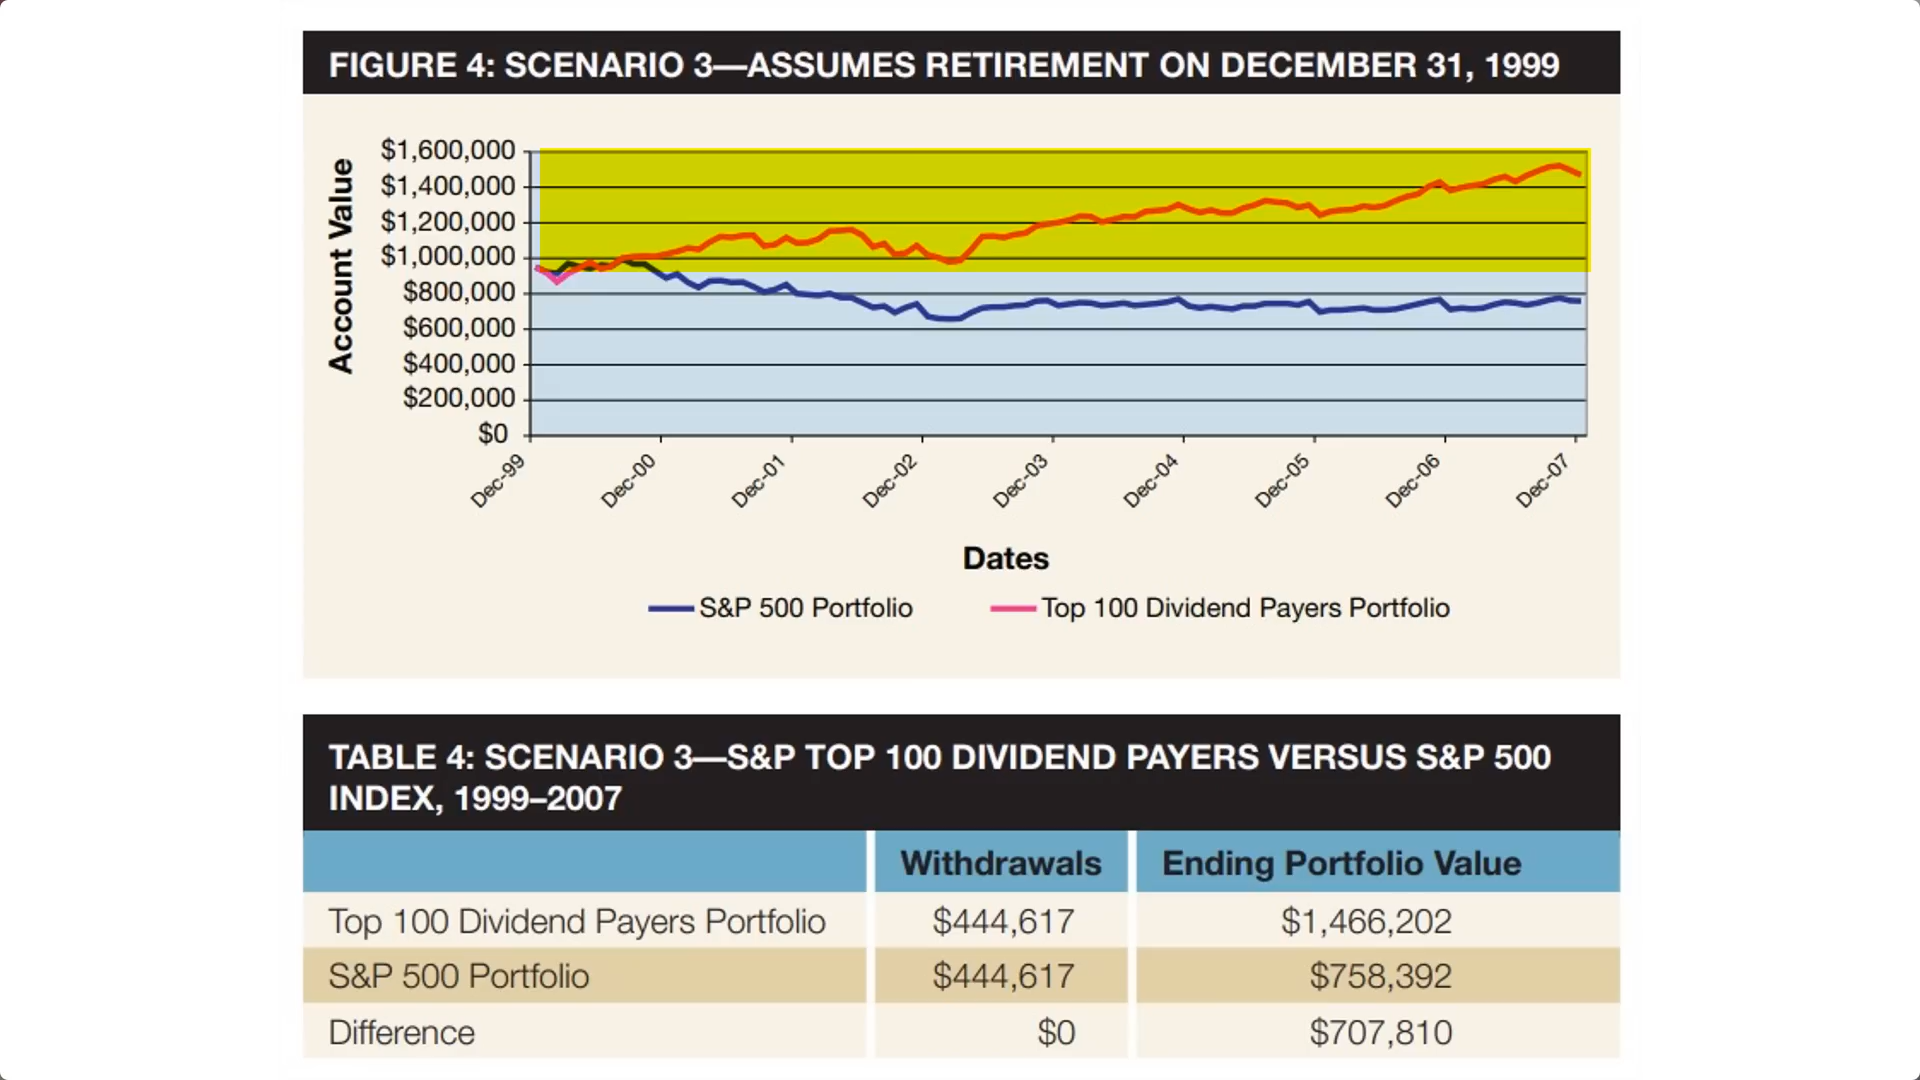 FIGURE 4: SCENARIO 3—ASSUMES RETIREMENT ON DECEMBER 31, 1999
Account Value
$1,600,000
$1,400,000
$1,200,000
$1,000,000
$800,000
$600,000
$400,000
$200,000
$0
Dec-99
Dec-00
Dec-01
Dec-02
Dec-03
Dec-04
Dec-05
Dec-06
Dec-07
Dates
S&P 500 Portfolio
Top 100 Dividend Payers Portfolio
TABLE 4: SCENARIO 3—S&P TOP 100 DIVIDEND PAYERS VERSUS S&P 500
INDEX, 1999–2007
Withdrawals Ending Portfolio Value
Top 100 Dividend Payers Portfolio $444,617 $1,466,202
S&P 500 Portfolio $444,617 $758,392
Difference $0 $707,810